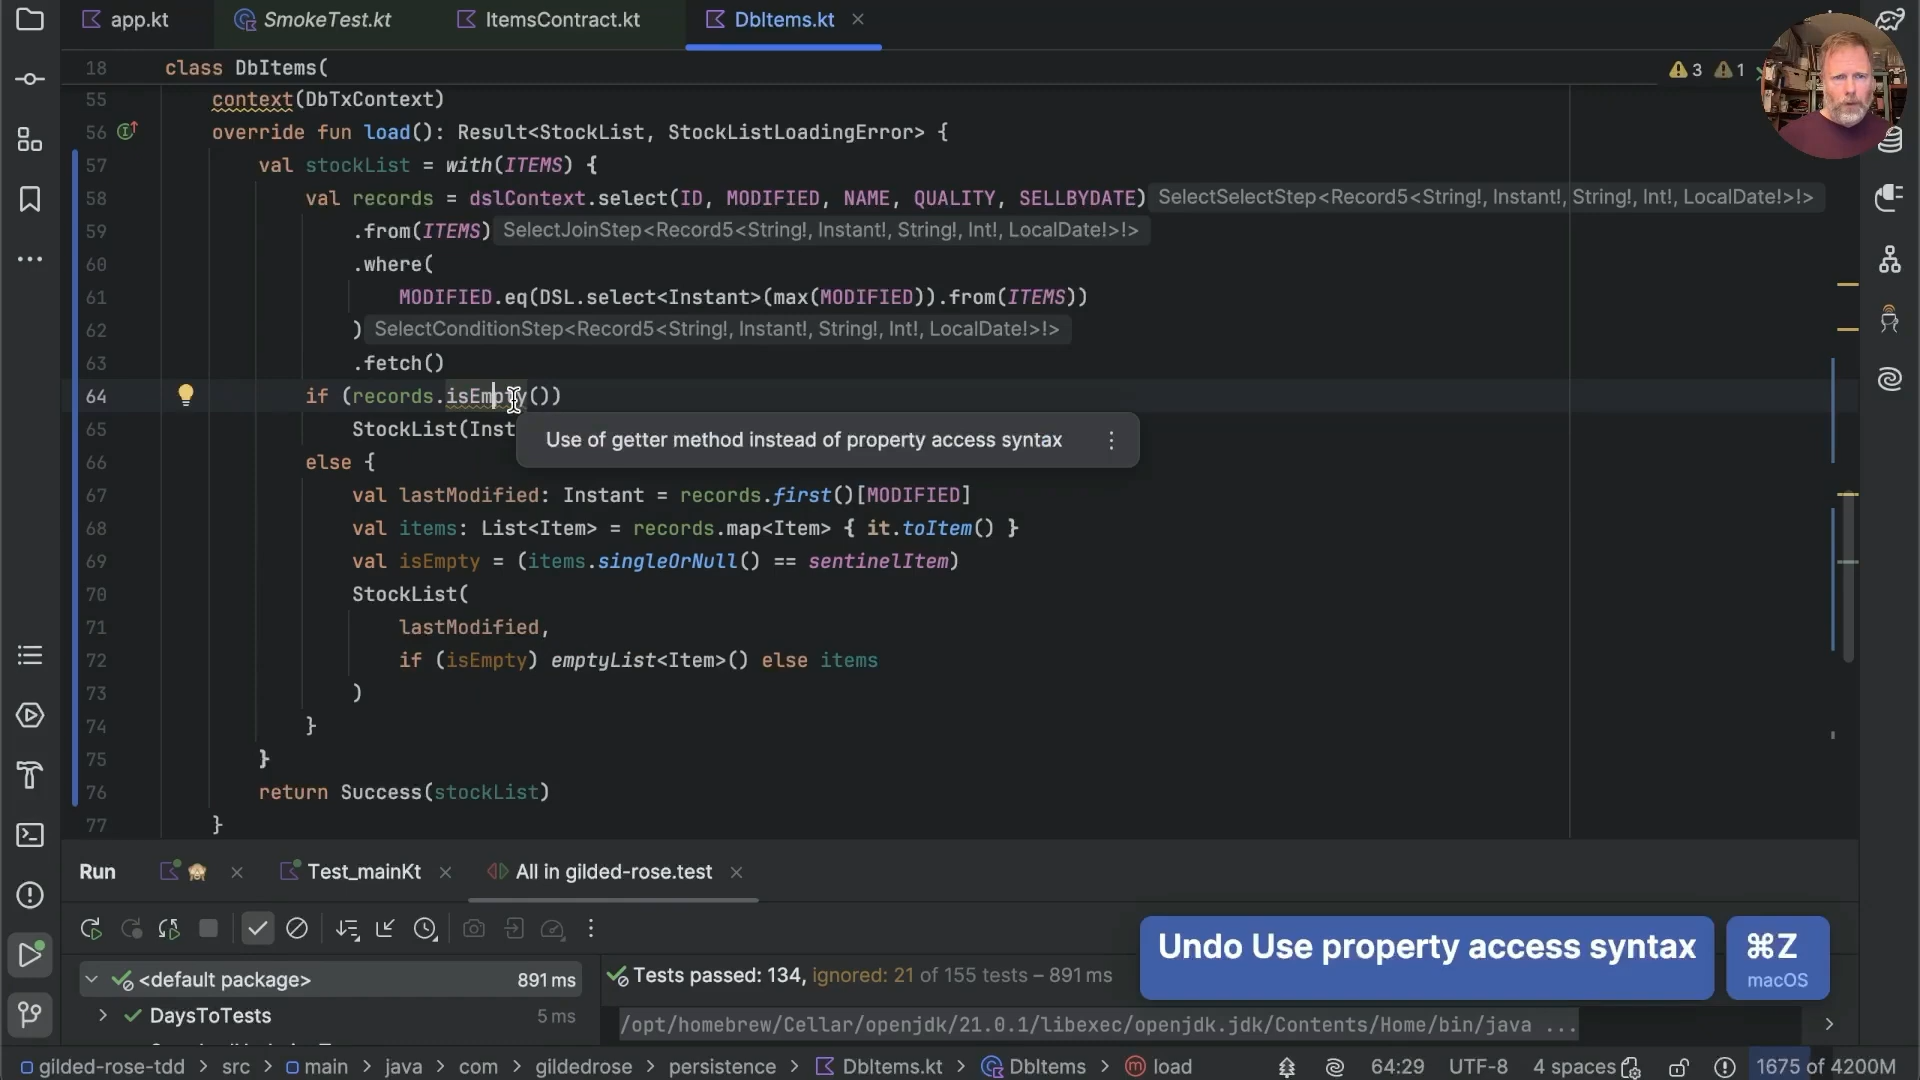 app.kt SmokeTest.kt ItemsContract.kt DbItems.kt
18 class DbItems( 3 1
55 context(DbTxContext)
56 override fun load(): Result<StockList, StockListLoadingError> {
57 val stockList = with(ITEMS) {
58 val records = dslContext.select(ID, MODIFIED, NAME, QUALITY, SELLBYDATE) SelectSelectStep<Record5<String!, Instant!, String!, Int!, LocalDate!>!>
59 .from(ITEMS) SelectJoinStep<Record5<String!, Instant!, String!, Int!, LocalDate!>!>
60 .where(
61 MODIFIED.eq(DSL.select<Instant>(max(MODIFIED)).from(ITEMS))
62 ) SelectConditionStep<Record5<String!, Instant!, String!, Int!, LocalDate!>!>
63 .fetch()
64 if (records.isEmpty())
65 StockList(Inst
Use of getter method instead of property access syntax
66 else {
67 val lastModified: Instant = records.first()[MODIFIED]
68 val items: List<Item> = records.map<Item> { it.toItem() }
69 val isEmpty = (items.singleOrNull() == sentinelItem)
70 StockList(
71 lastModified,
72 if (isEmpty) emptyList<Item>() else items
73 )
74 }
75 }
76 return Success(stockList)
77 }
Run Test_mainKt All in gilded-rose.test
Undo Use property access syntax ⌘Z
macOS
<default package> 891 ms Tests passed: 134, ignored: 21 of 155 tests – 891 ms
DaysToTests 5 ms /opt/homebrew/Cellar/openjdk/21.0.1/libexec/openjdk.jdk/Contents/Home/bin/java ...
gilded-rose-tdd > src > main > java > com > gildedrose > persistence > DbItems.kt > DbItems > load 64:29 UTF-8 4 spaces 1675 of 4200M